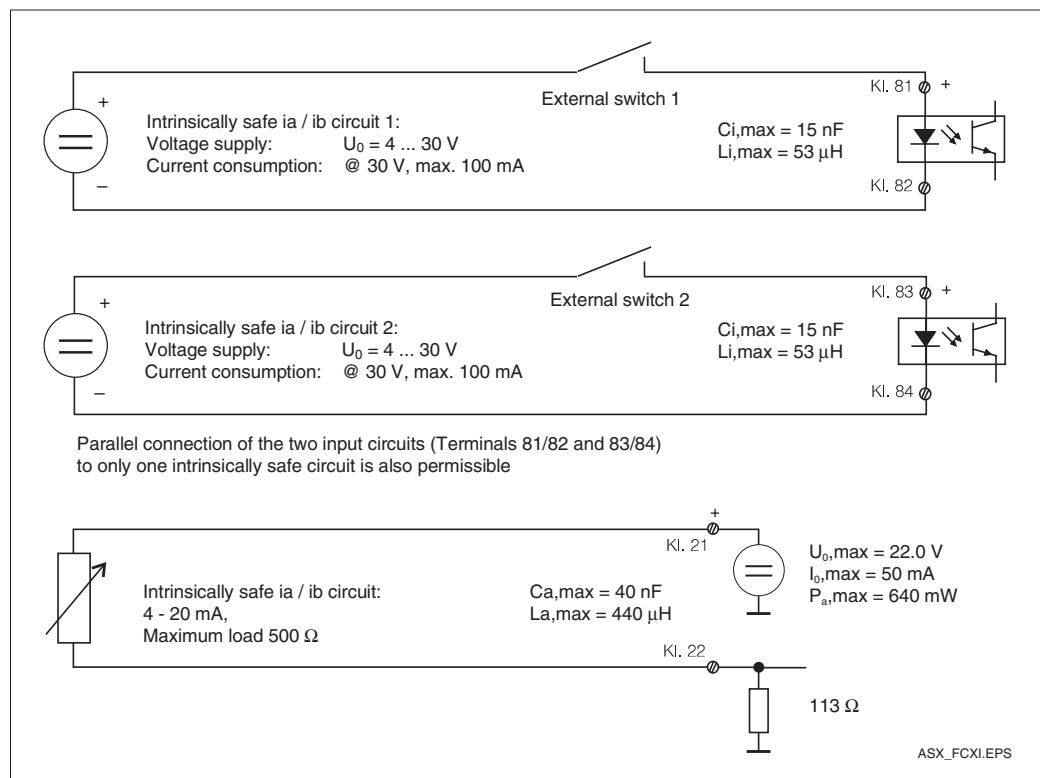 Kl. 81
+
+
External switch 1
Intrinsically safe ia / ib circuit 1:
Voltage supply: U₀ = 4 ... 30 V
Current consumption: @ 30 V, max. 100 mA
Ci,max = 15 nF
Li,max = 53 μH
–
Kl. 82
Kl. 83
+
+
External switch 2
Intrinsically safe ia / ib circuit 2:
Voltage supply: U₀ = 4 ... 30 V
Current consumption: @ 30 V, max. 100 mA
Ci,max = 15 nF
Li,max = 53 μH
–
Kl. 84
Parallel connection of the two input circuits (Terminals 81/82 and 83/84)
to only one intrinsically safe circuit is also permissible
+
Kl. 21
Intrinsically safe ia / ib circuit:
4 - 20 mA,
Maximum load 500 Ω
Ca,max = 40 nF
La,max = 440 μH
U₀,max = 22.0 V
I₀,max = 50 mA
Pₐ,max = 640 mW
Kl. 22
113 Ω
ASX_FCXI.EPS